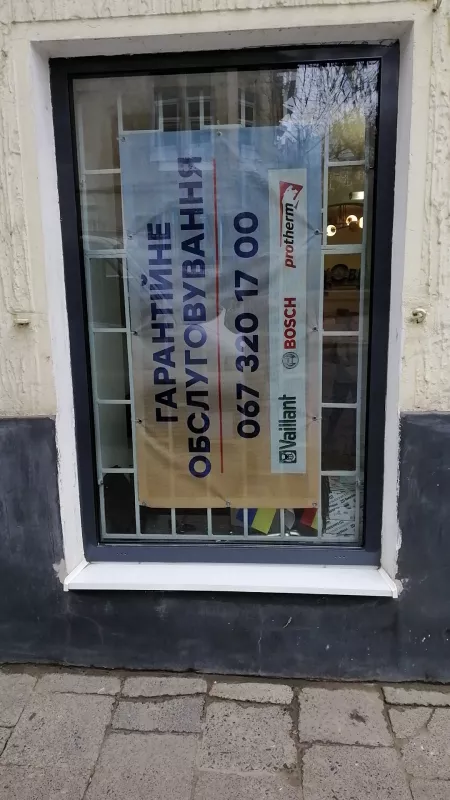 ГАРАНТІЙНЕ
ОБСЛУГОВУВАННЯ
067 320 17 00
Vaillant BOSCH protherm